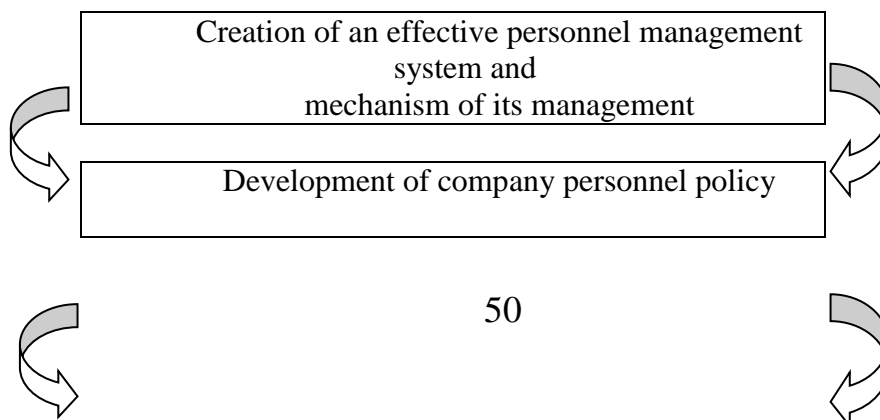 Creation of an effective personnel management
system and
mechanism of its management
Development of company personnel policy
50